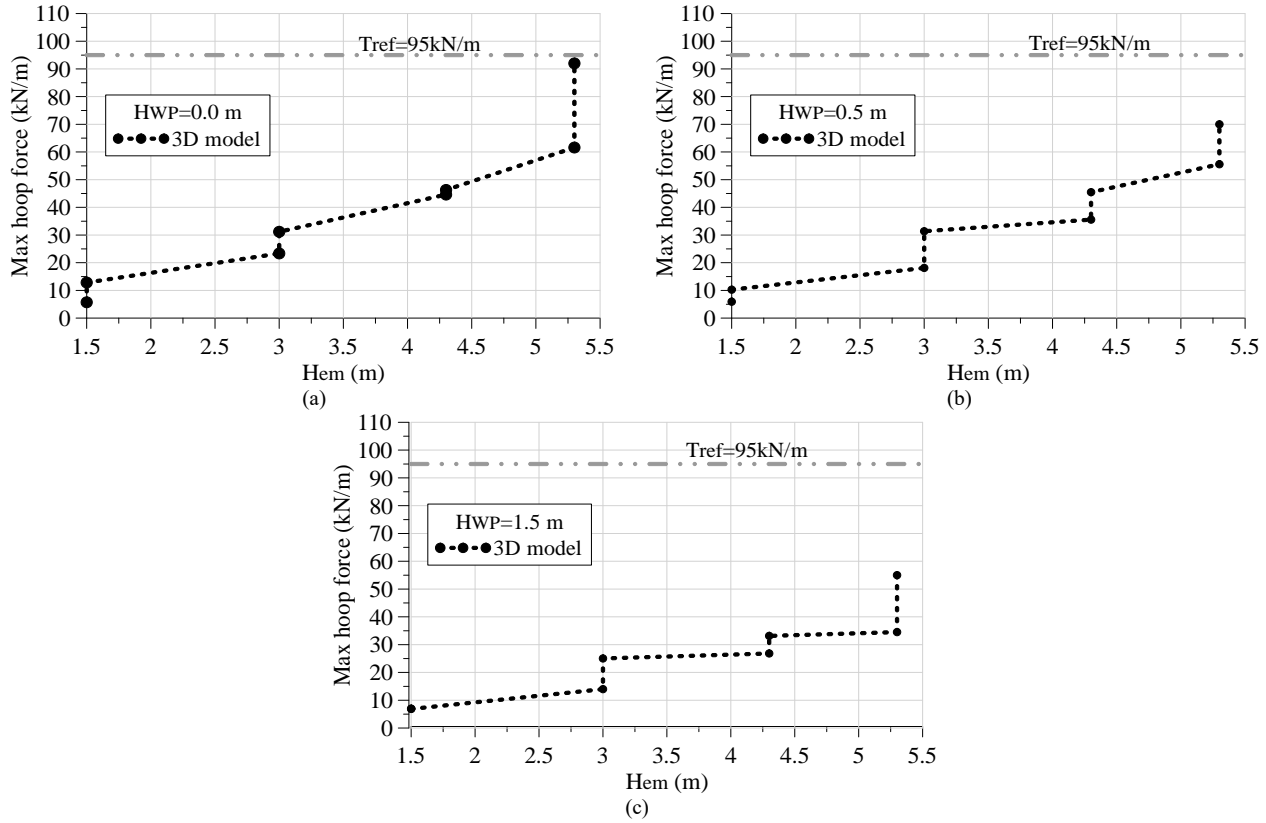 110
100
90
80
70
60
50
40
30
20
10
0
Max hoop force (kN/m)
Tref=95kN/m
HWP=0.0 m
3D model
1.5 2 2.5 3 3.5 4 4.5 5 5.5
Hem (m)
(a)
110
100
90
80
70
60
50
40
30
20
10
0
Max hoop force (kN/m)
Tref=95kN/m
HWP=0.5 m
3D model
1.5 2 2.5 3 3.5 4 4.5 5 5.5
Hem (m)
(b)
110
100
90
80
70
60
50
40
30
20
10
0
Max hoop force (kN/m)
Tref=95kN/m
HWP=1.5 m
3D model
1.5 2 2.5 3 3.5 4 4.5 5 5.5
Hem (m)
(c)